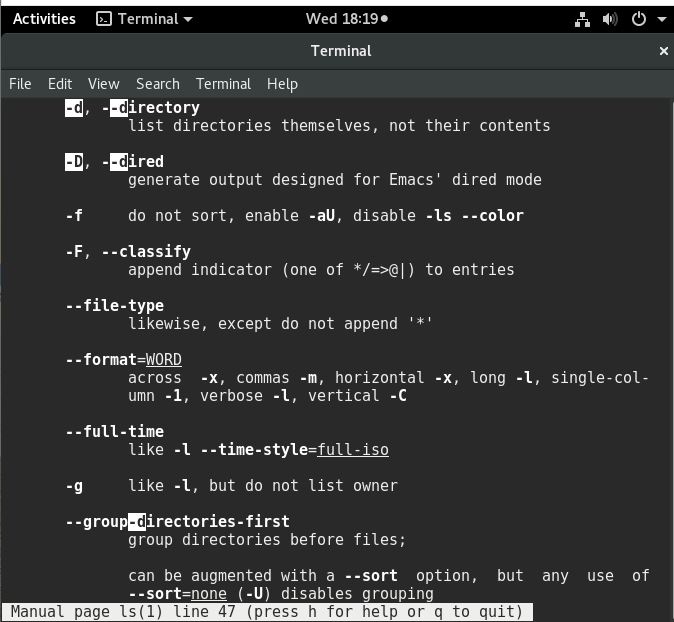 Activities Terminal Wed 18:19
Terminal ×
File Edit View Search Terminal Help
-d, --directory
list directories themselves, not their contents
-D, --dired
generate output designed for Emacs' dired mode
-f do not sort, enable -aU, disable -ls --color
-F, --classify
append indicator (one of */=>@|) to entries
--file-type
likewise, except do not append '*'
--format=WORD
across -x, commas -m, horizontal -x, long -l, single-col-
umn -1, verbose -l, vertical -C
--full-time
like -l --time-style=full-iso
-g like -l, but do not list owner
--group-directories-first
group directories before files;
can be augmented with a --sort option, but any use of
--sort=none (-U) disables grouping
Manual page ls(1) line 47 (press h for help or q to quit)